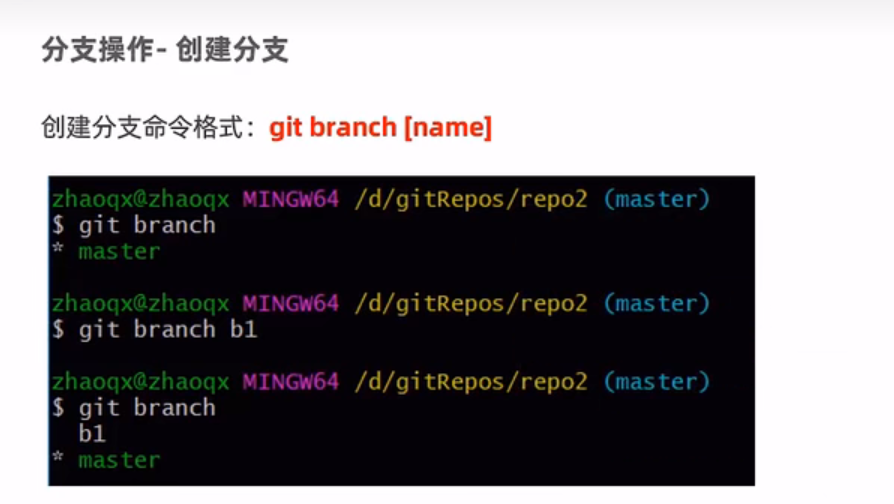 分支操作- 创建分支
创建分支命令格式：git branch [name]
zhaoqx@zhaoqx MINGW64 /d/gitRepos/repo2 (master)
$ git branch
* master
zhaoqx@zhaoqx MINGW64 /d/gitRepos/repo2 (master)
$ git branch b1
zhaoqx@zhaoqx MINGW64 /d/gitRepos/repo2 (master)
$ git branch
  b1
* master